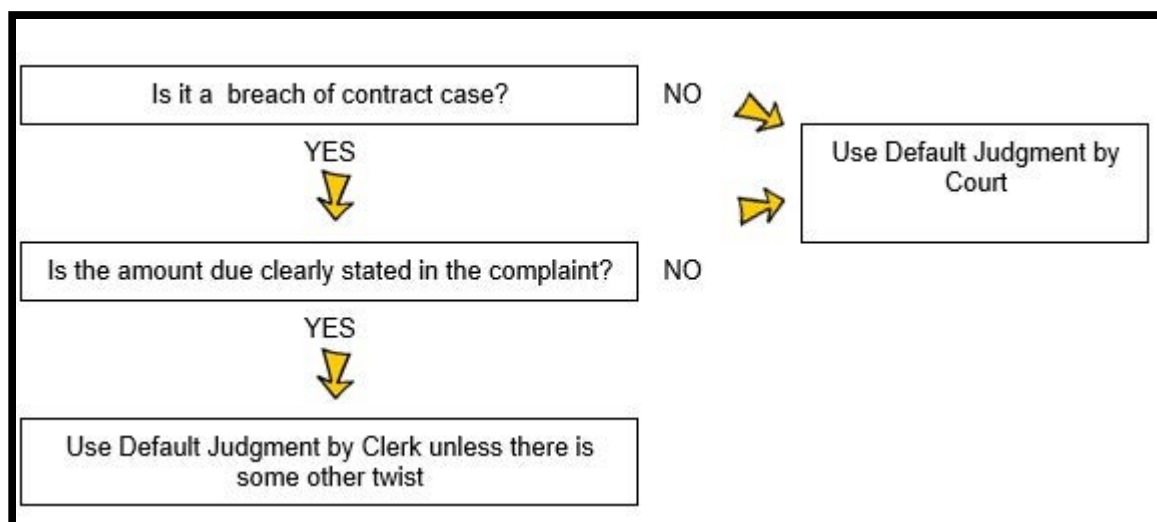 Is it a breach of contract case?
NO
YES
Use Default Judgment by
Court
Is the amount due clearly stated in the complaint?
NO
YES
Use Default Judgment by Clerk unless there is
some other twist